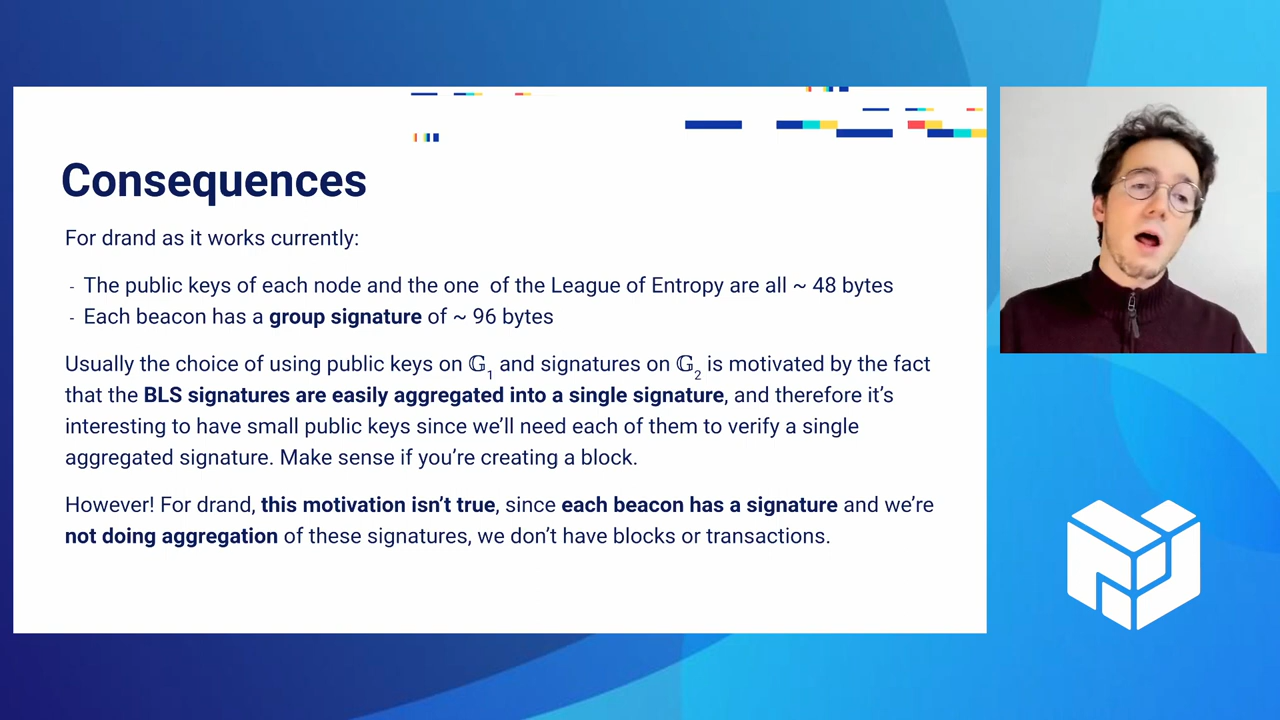 Consequences
For drand as it works currently:
- The public keys of each node and the one of the League of Entropy are all ~ 48 bytes
- Each beacon has a group signature of ~ 96 bytes
Usually the choice of using public keys on 𝔾₁ and signatures on 𝔾₂ is motivated by the fact
that the BLS signatures are easily aggregated into a single signature, and therefore it’s
interesting to have small public keys since we’ll need each of them to verify a single
aggregated signature. Make sense if you’re creating a block.
However! For drand, this motivation isn’t true, since each beacon has a signature and we’re
not doing aggregation of these signatures, we don’t have blocks or transactions.